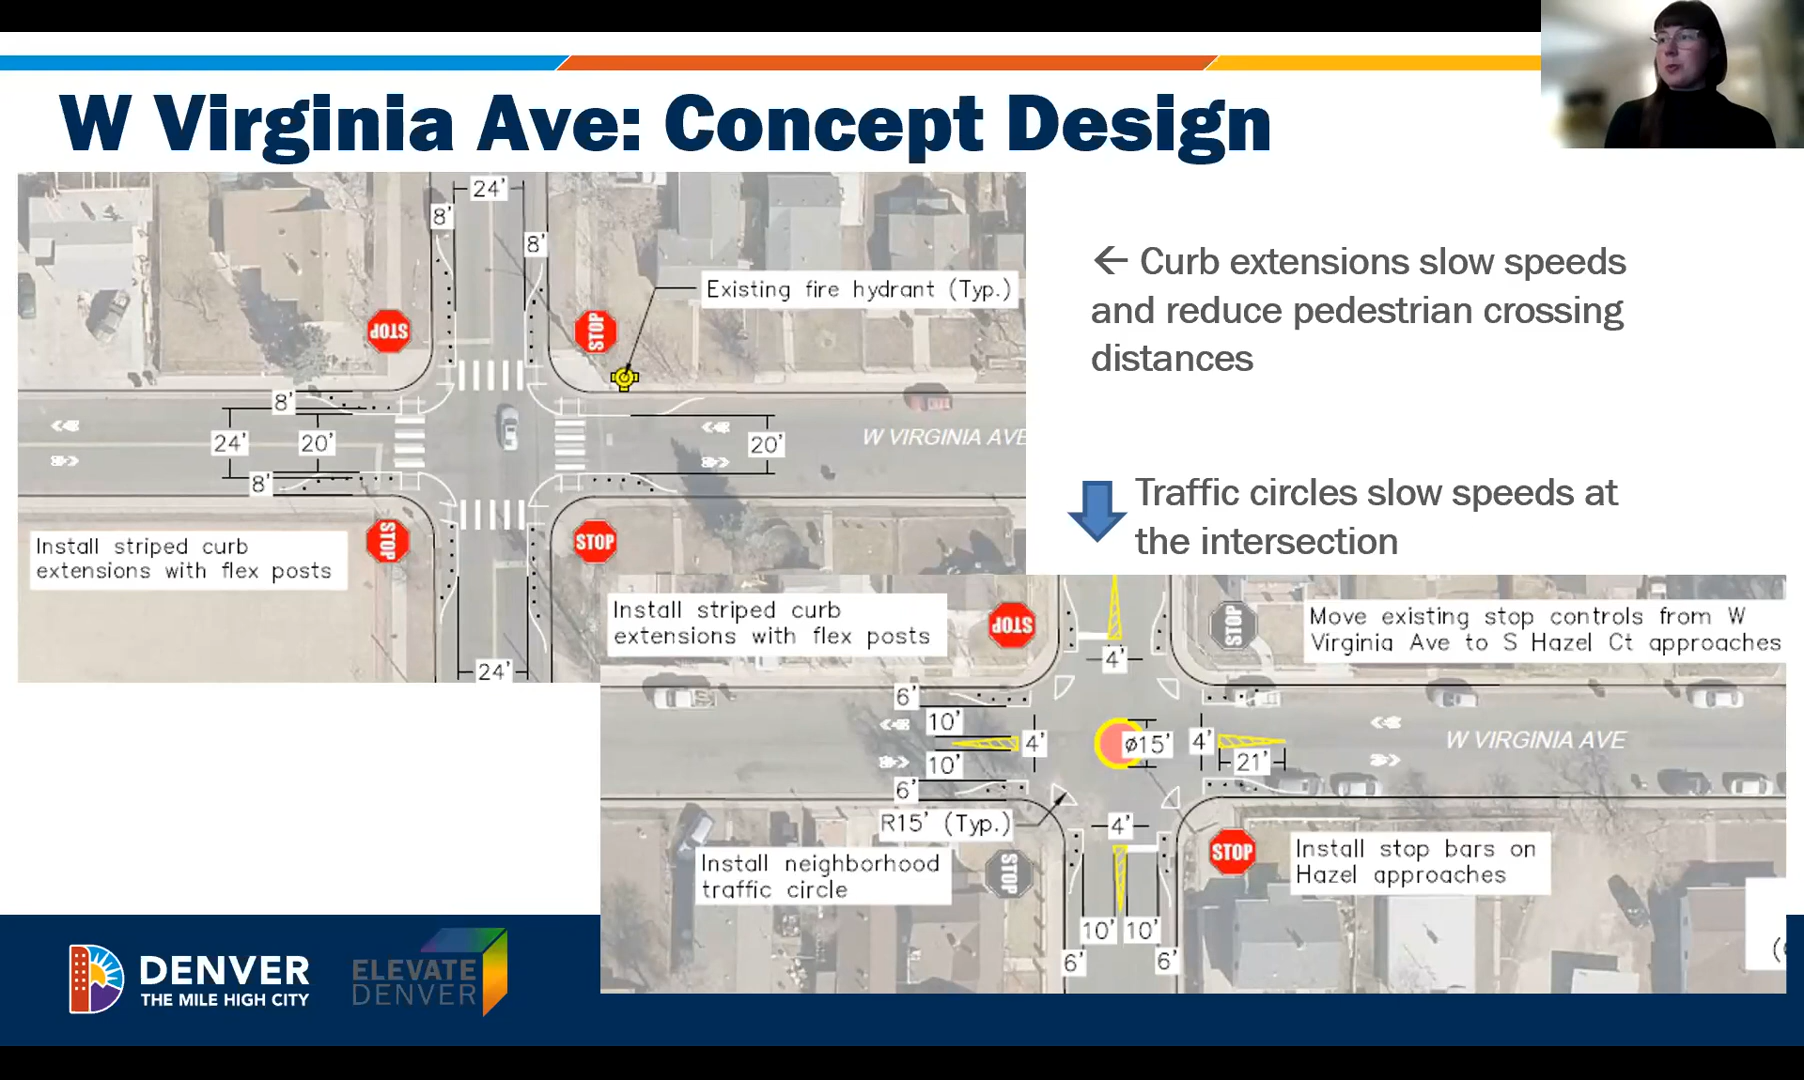 W Virginia Ave: Concept Design
24'
8'
8'
Existing fire hydrant (Typ.)
STOP
STOP
8'
24'
20'
20'
W VIRGINIA AVE
8'
STOP
STOP
Install striped curb
extensions with flex posts
24'
← Curb extensions slow speeds
and reduce pedestrian crossing
distances
Traffic circles slow speeds at
the intersection
Install striped curb
extensions with flex posts
STOP
STOP
Move existing stop controls from W
Virginia Ave to S Hazel Ct approaches
4'
6'
10'
4'
ø15'
4'
W VIRGINIA AVE
10'
21'
6'
R15' (Typ.)
4'
Install neighborhood
traffic circle
STOP
STOP
Install stop bars on
Hazel approaches
10'
10'
6'
6'
(
DENVER
THE MILE HIGH CITY
ELEVATE
DENVER